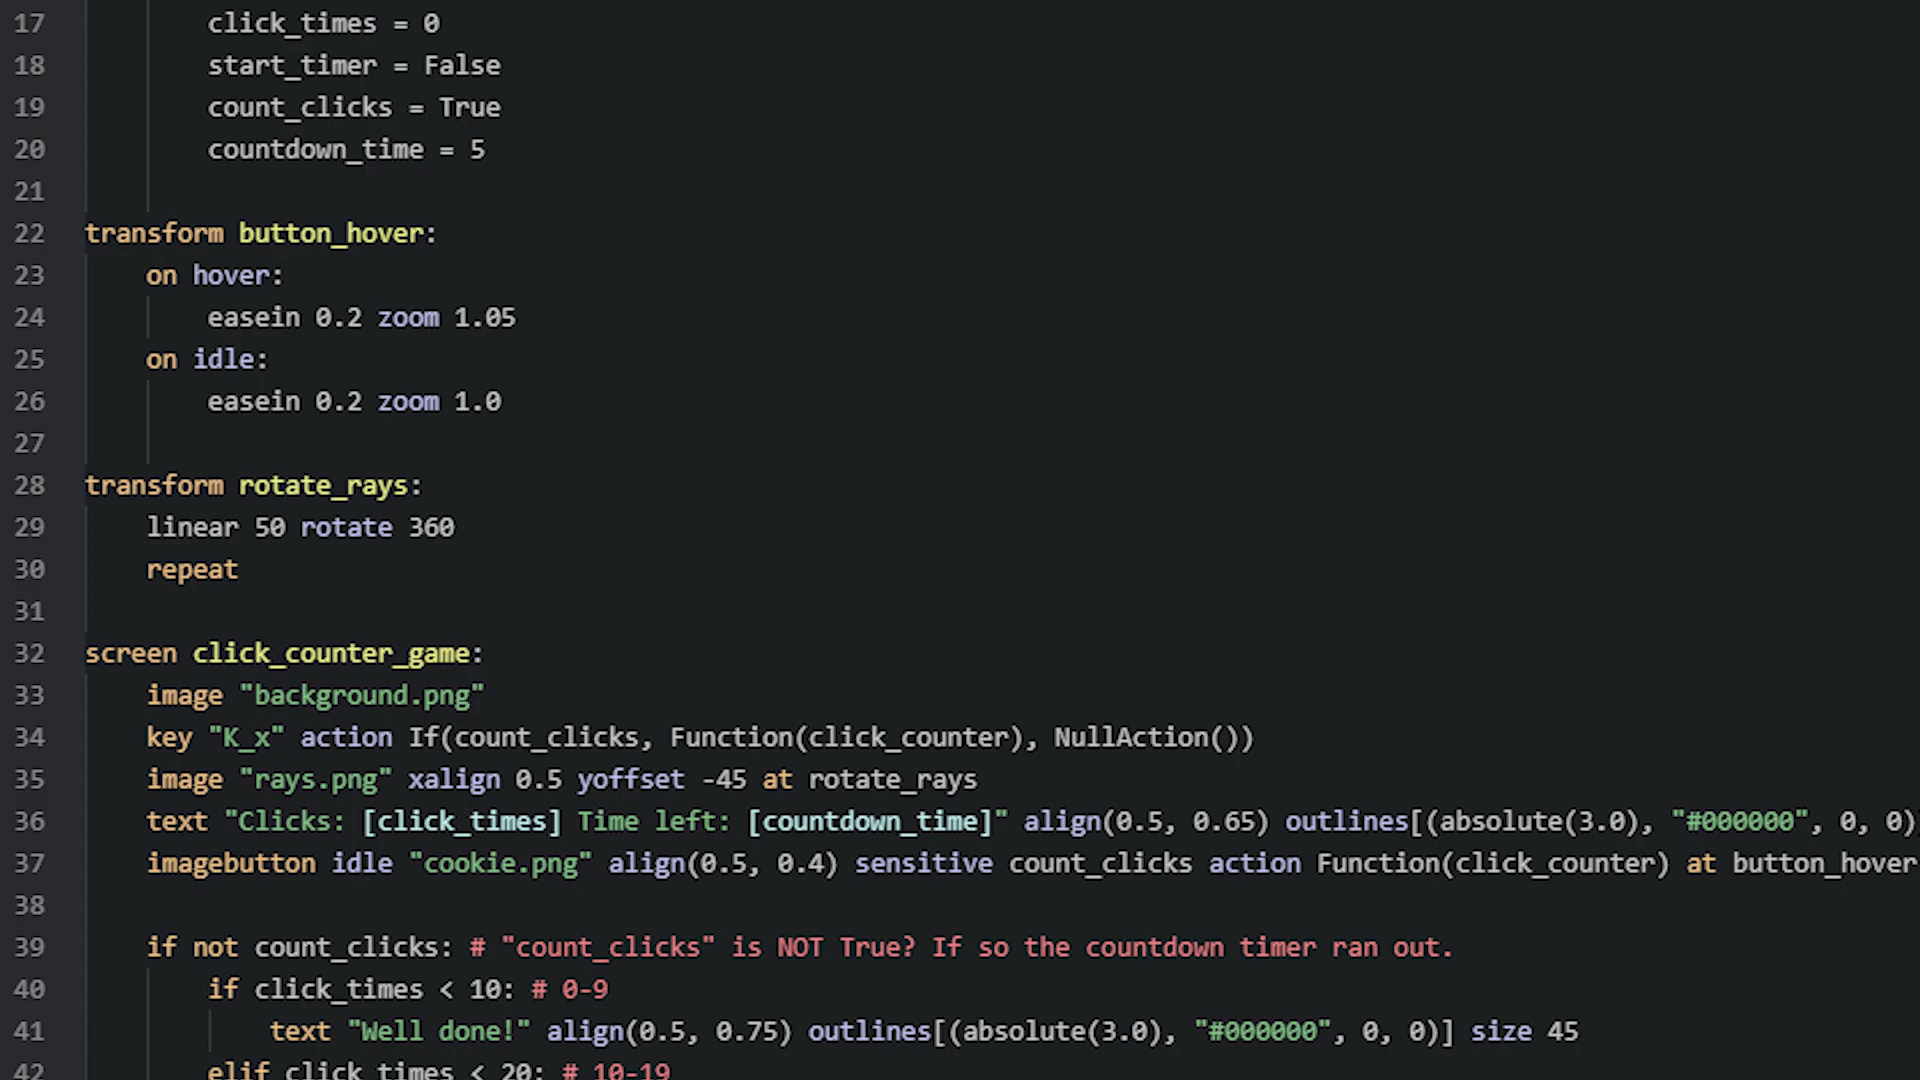 17 click_times = 0
18 start_timer = False
19 count_clicks = True
20 countdown_time = 5
21
22 transform button_hover:
23 on hover:
24 easein 0.2 zoom 1.05
25 on idle:
26 easein 0.2 zoom 1.0
27
28 transform rotate_rays:
29 linear 50 rotate 360
30 repeat
31
32 screen click_counter_game:
33 image "background.png"
34 key "K_x" action If(count_clicks, Function(click_counter), NullAction())
35 image "rays.png" xalign 0.5 yoffset -45 at rotate_rays
36 text "Clicks: [click_times] Time left: [countdown_time]" align(0.5, 0.65) outlines[(absolute(3.0), "#000000", 0, 0)
37 imagebutton idle "cookie.png" align(0.5, 0.4) sensitive count_clicks action Function(click_counter) at button_hover
38
39 if not count_clicks: # "count_clicks" is NOT True? If so the countdown timer ran out.
40 if click_times < 10: # 0-9
41 text "Well done!" align(0.5, 0.75) outlines[(absolute(3.0), "#000000", 0, 0)] size 45
42 elif click_times < 20: # 10-19